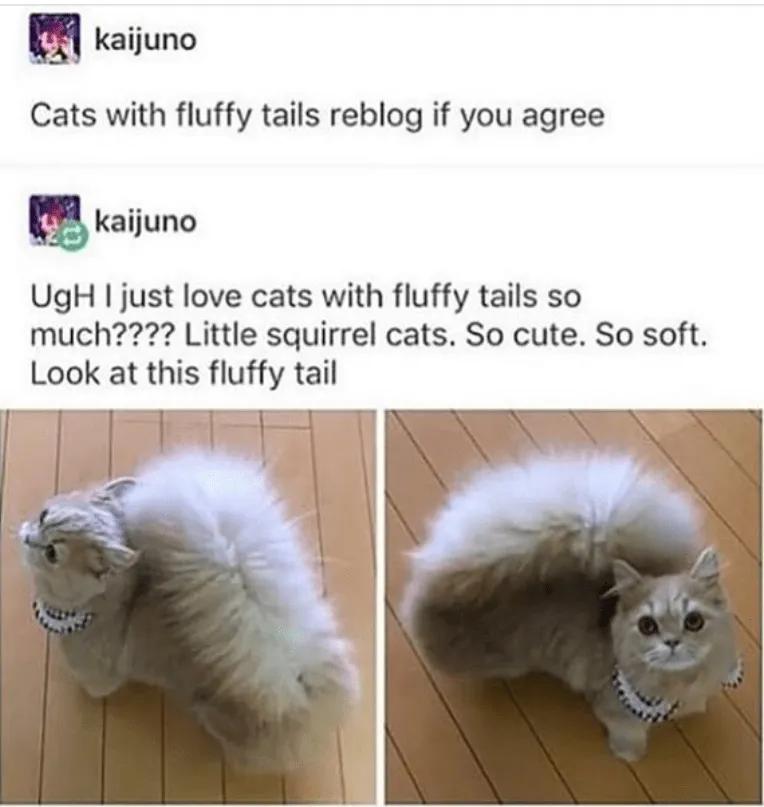 kaijuno
Cats with fluffy tails reblog if you agree
kaijuno
UgH I just love cats with fluffy tails so
much???? Little squirrel cats. So cute. So soft.
Look at this fluffy tail